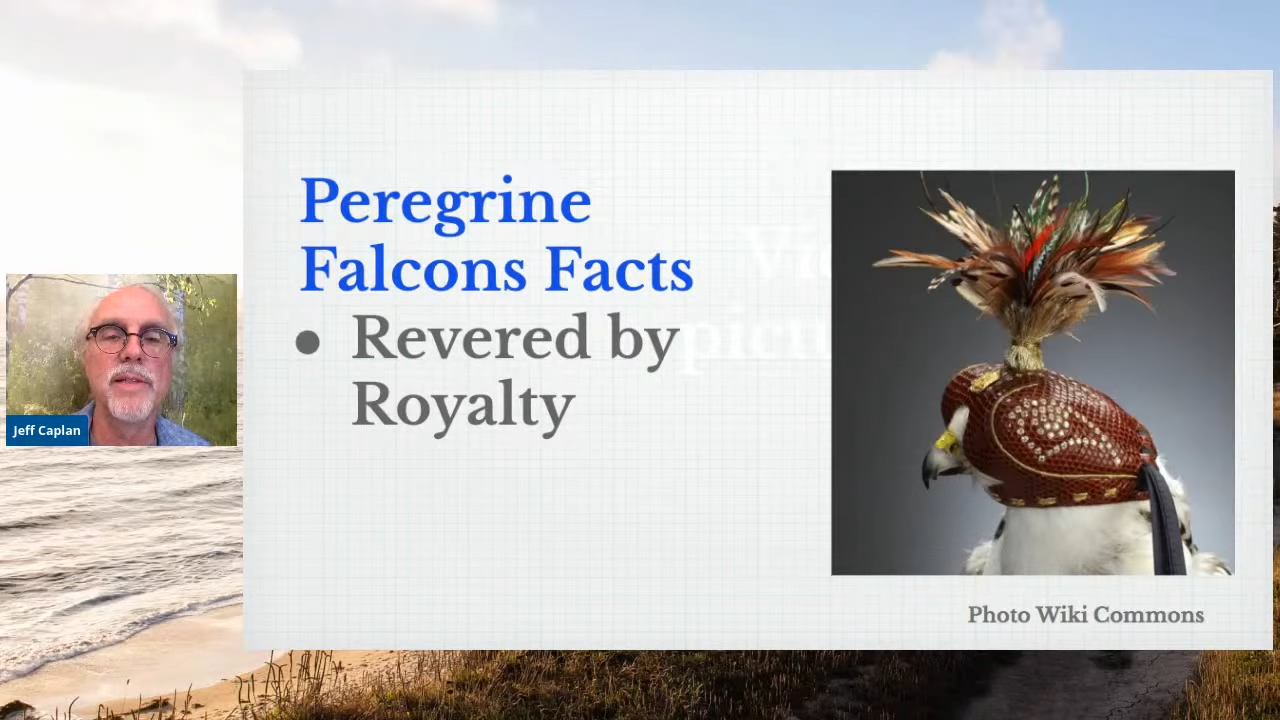 Peregrine
Falcons Facts
● Revered by
Royalty
Jeff Caplan
Photo Wiki Commons